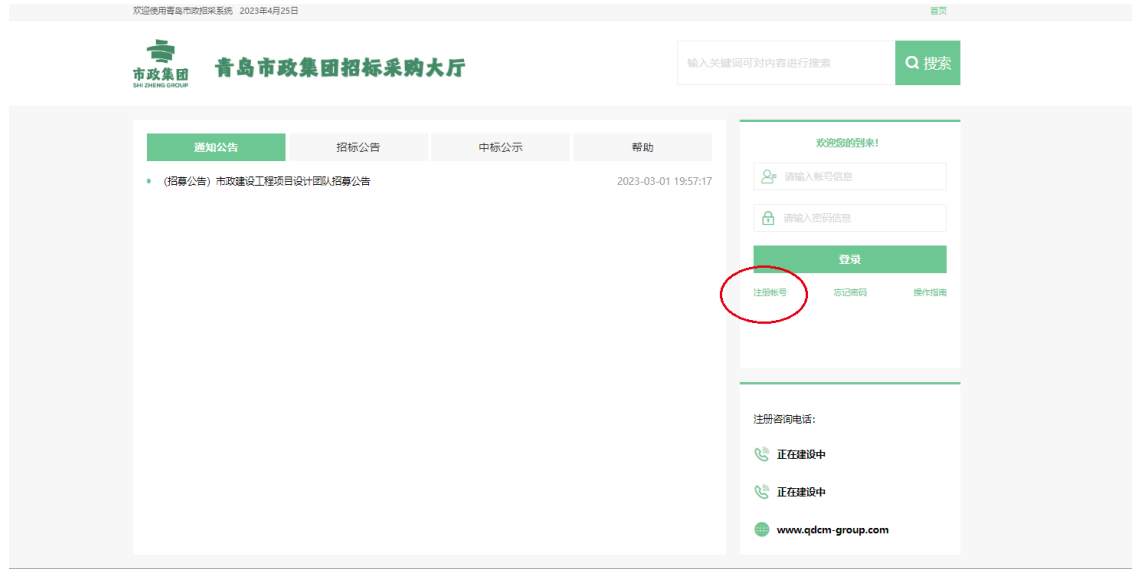 欢迎使用青岛市政招采系统 2023年4月25日
首页
市政集团
SHI ZHENG GROUP
青岛市政集团招标采购大厅
输入关键词可对内容进行搜索
搜索
通知公告
招标公告
中标公示
帮助
（招募公告）市政建设工程项目设计团队招募公告
2023-03-01 19:57:17
欢迎您的到来！
请输入帐号信息
请输入密码信息
登录
注册帐号
忘记密码
操作指南
注册咨询电话：
正在建设中
正在建设中
www.qdcm-group.com